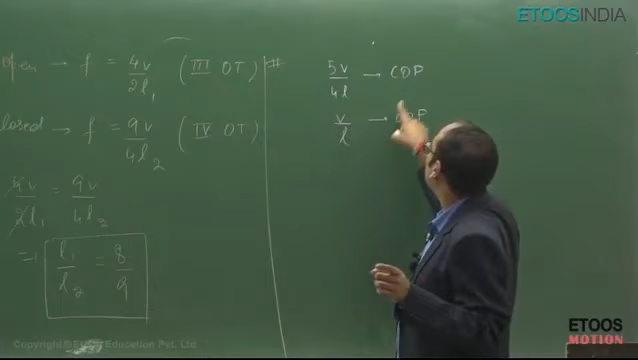 ETOOSINDIA
open → f = 4v/2l₁ (III OT) #
closed → f = 9v/4l₂ (IV OT)
4v/2l₁ = 9v/4l₂
⇒ l₁/l₂ = 8/9
5v/4l → COP
v/l →
Copyright© ETOOS Education Pvt. Ltd.
ETOOS
MOTION